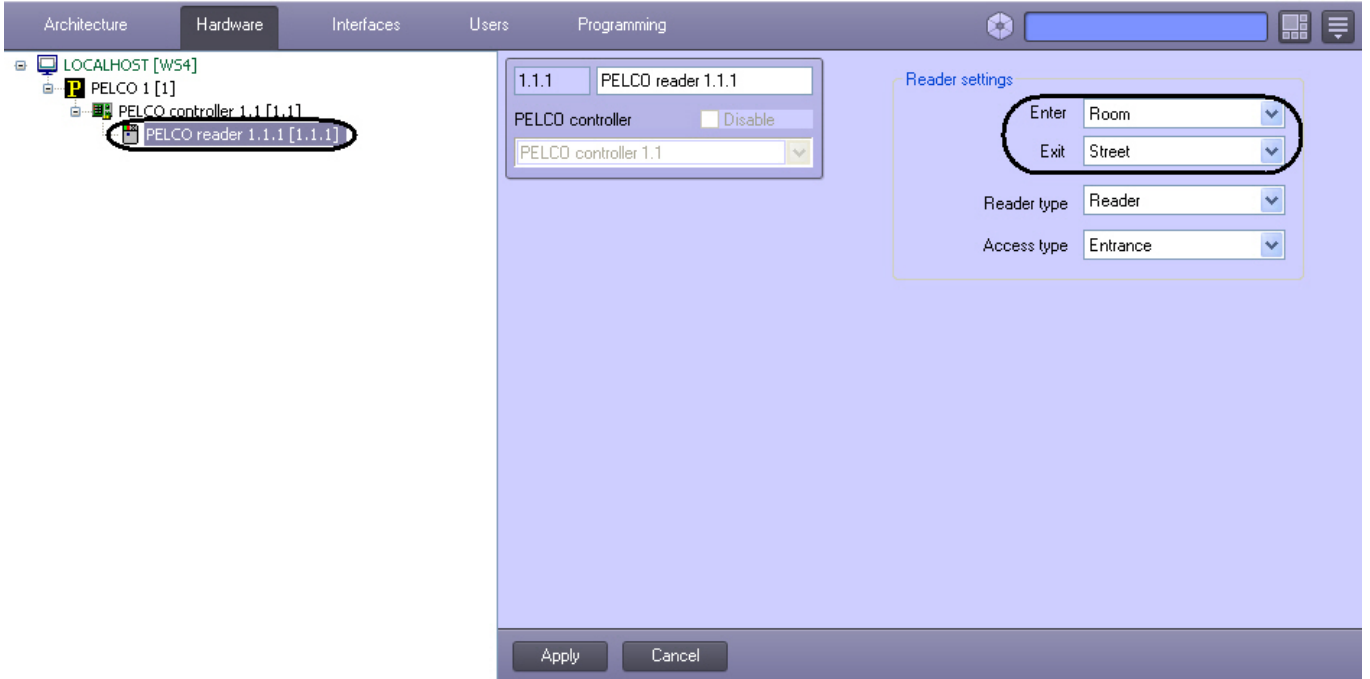 Architecture Hardware Interfaces Users Programming
LOCALHOST [WS4]
P PELCO 1 [1]
PELCO controller 1.1 [1.1]
PELCO reader 1.1.1 [1.1.1]
1.1.1 PELCO reader 1.1.1
PELCO controller Disable
PELCO controller 1.1
Reader settings
Enter Room
Exit Street
Reader type Reader
Access type Entrance
Apply Cancel